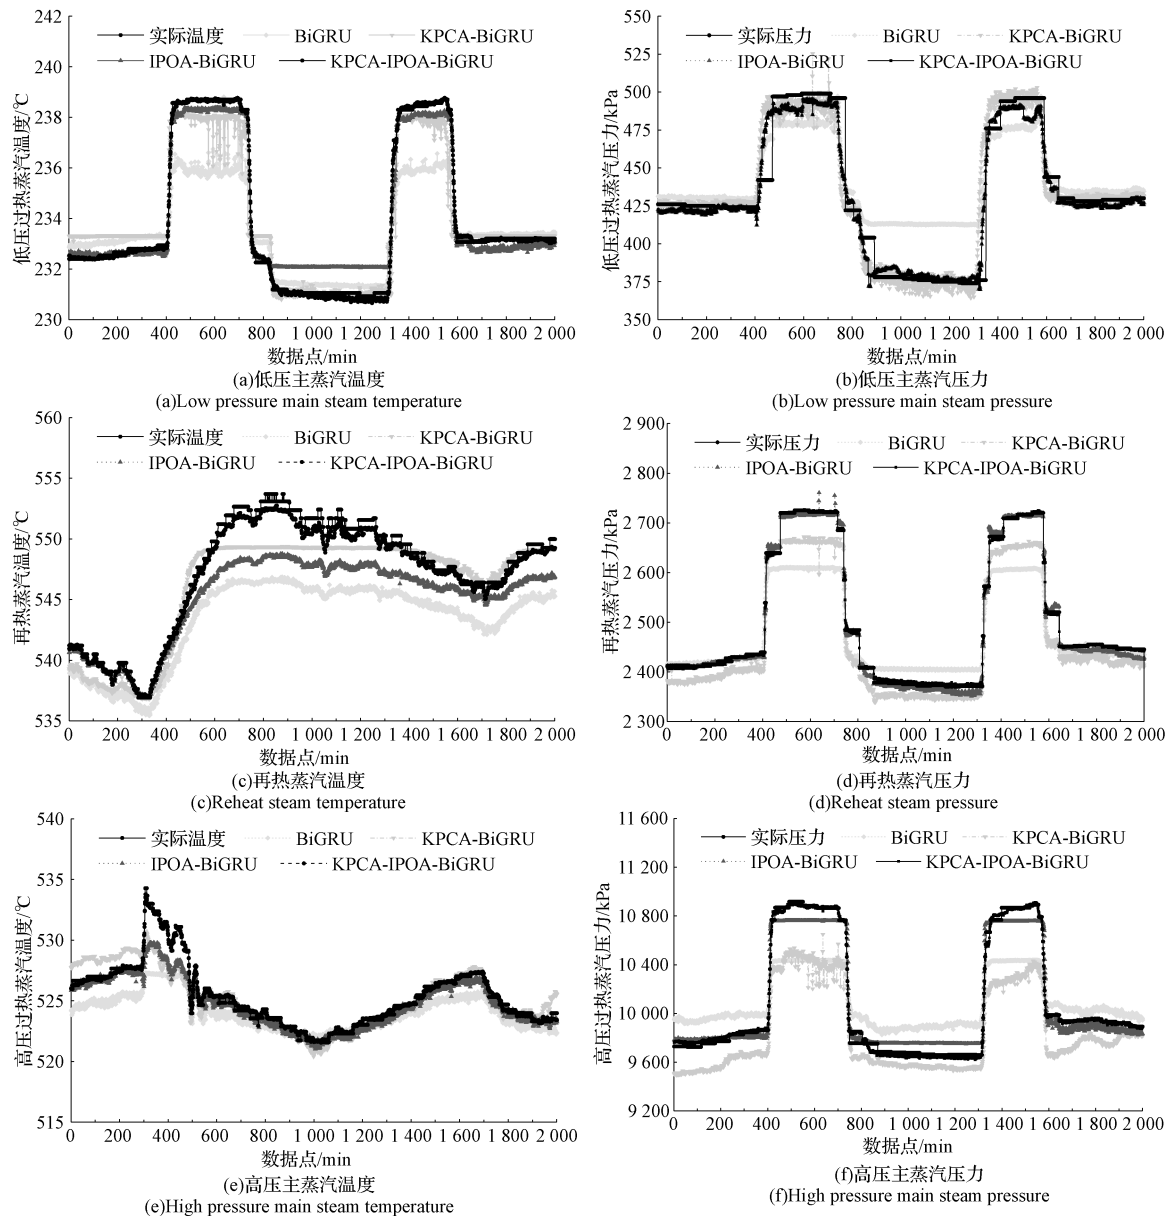 242
240
238
236
234
232
230
低压过热蒸汽温度/℃
实际温度 BiGRU KPCA-BiGRU
IPOA-BiGRU KPCA-IPOA-BiGRU
0 200 400 600 800 1 000 1 200 1 400 1 600 1 800 2 000
数据点/min
(a)低压主蒸汽温度
(a)Low pressure main steam temperature
550
525
500
475
450
425
400
375
350
低压过热蒸汽压力/kPa
实际压力 BiGRU KPCA-BiGRU
IPOA-BiGRU KPCA-IPOA-BiGRU
0 200 400 600 800 1 000 1 200 1 400 1 600 1 800 2 000
数据点/min
(b)低压主蒸汽压力
(b)Low pressure main steam pressure
560
555
550
545
540
535
再热蒸汽温度/℃
实际温度 BiGRU KPCA-BiGRU
IPOA-BiGRU KPCA-IPOA-BiGRU
0 200 400 600 800 1 000 1 200 1 400 1 600 1 800 2 000
数据点/min
(c)再热蒸汽温度
(c)Reheat steam temperature
2 900
2 800
2 700
2 600
2 500
2 400
2 300
再热蒸汽压力/kPa
实际压力 BiGRU KPCA-BiGRU
IPOA-BiGRU KPCA-IPOA-BiGRU
0 200 400 600 800 1 000 1 200 1 400 1 600 1 800 2 000
数据点/min
(d)再热蒸汽压力
(d)Reheat steam pressure
540
535
530
525
520
515
高压过热蒸汽温度/℃
实际温度 BiGRU KPCA-BiGRU
IPOA-BiGRU KPCA-IPOA-BiGRU
0 200 400 600 800 1 000 1 200 1 400 1 600 1 800 2 000
数据点/min
(e)高压主蒸汽温度
(e)High pressure main steam temperature
11 600
11 200
10 800
10 400
10 000
9 600
9 200
高压过热蒸汽压力/kPa
实际压力 BiGRU KPCA-BiGRU
IPOA-BiGRU KPCA-IPOA-BiGRU
0 200 400 600 800 1 000 1 200 1 400 1 600 1 800 2 000
数据点/min
(f)高压主蒸汽压力
(f)High pressure main steam pressure